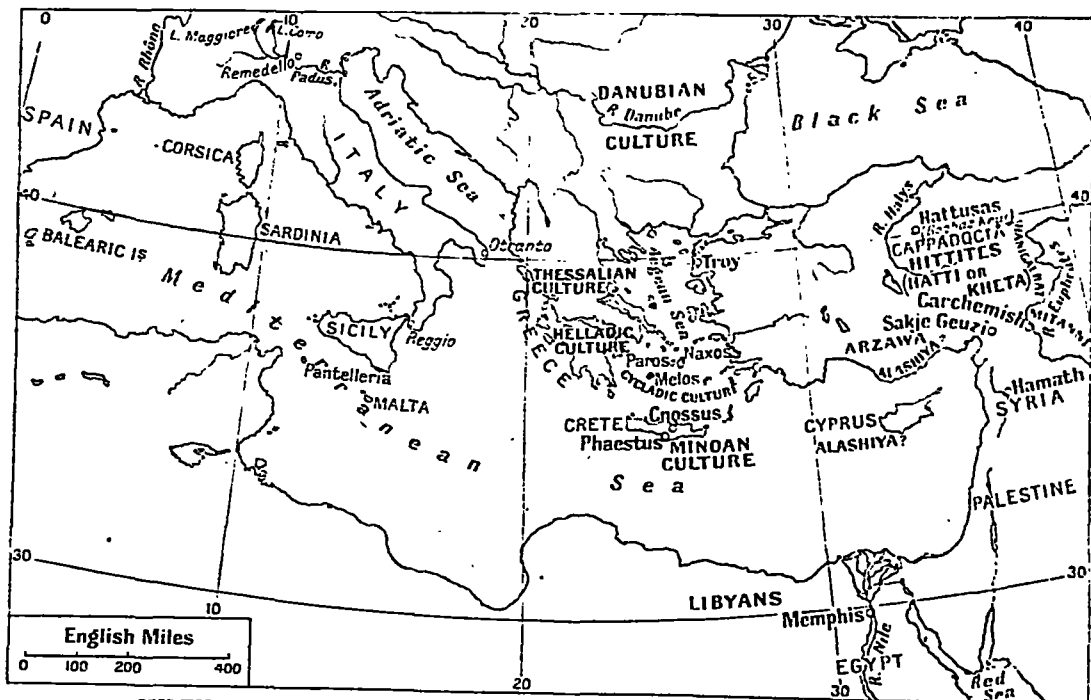 0
10
20
30
40
L. Maggiore
L. Como
R. Rhône
Remedello
R. Padus
SPAIN
CORSICA
ITALY
Adriatic Sea
DANUBIAN
R. Danube
CULTURE
Black Sea
40
40
BALEARIC IS
SARDINIA
Otranto
THESSALIAN
CULTURE
Aegean Sea
Troy
R. Halys
Hattusas
CAPPADOCIA
HITTITES
(HATTI or
KHETA)
Carchemish
MITANNI
R. Euphrates
Mediterranean Sea
SICILY
Reggio
GREECE
HELLADIC
CULTURE
Paros
Naxos
Melos
CYCLADIC CULTURE
Sakje Geuzi
ARZAWA
ALASHIYA?
Pantelleria
MALTA
CRETE
Cnossus
Phaestus
MINOAN
CULTURE
CYPRUS
ALASHIYA?
Hamath
SYRIA
PALESTINE
30
30
LIBYANS
Memphis
EGYPT
R. Nile
Red
Sea
English Miles
0 100 200 400
10
20
30